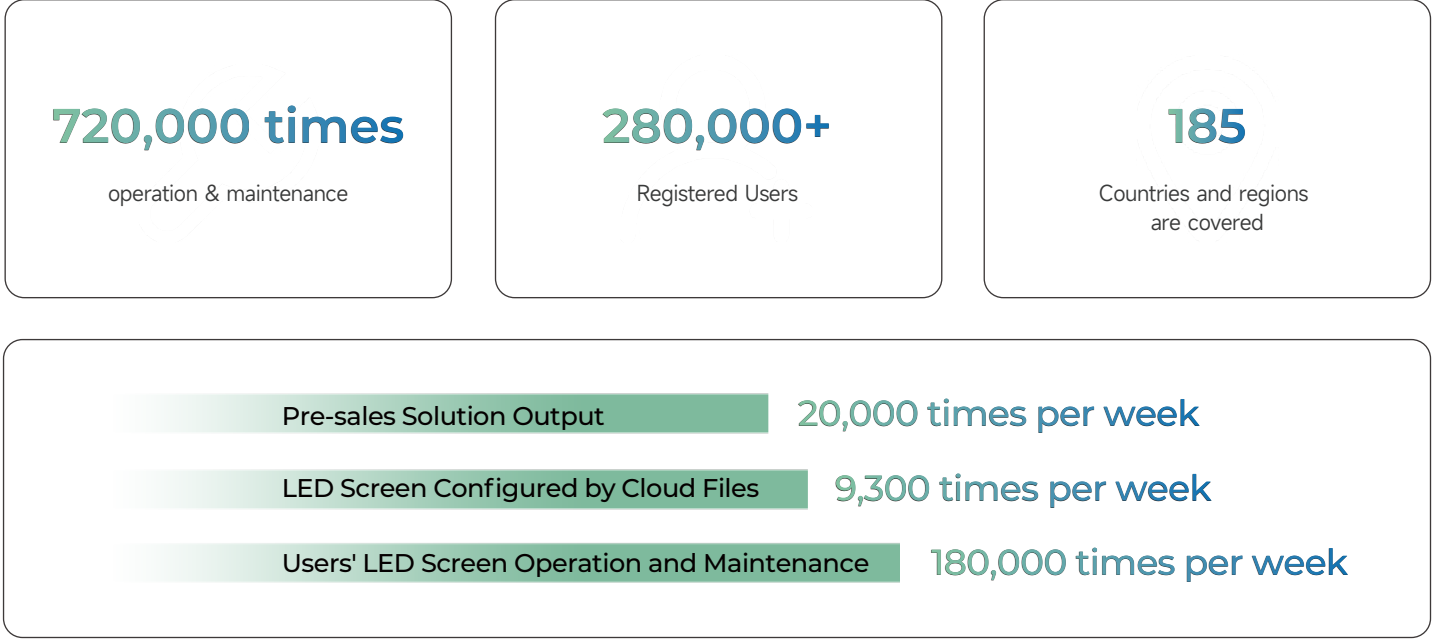 720,000 times
operation & maintenance
280,000+
Registered Users
185
Countries and regions
are covered
Pre-sales Solution Output
20,000 times per week
LED Screen Configured by Cloud Files
9,300 times per week
Users' LED Screen Operation and Maintenance
180,000 times per week